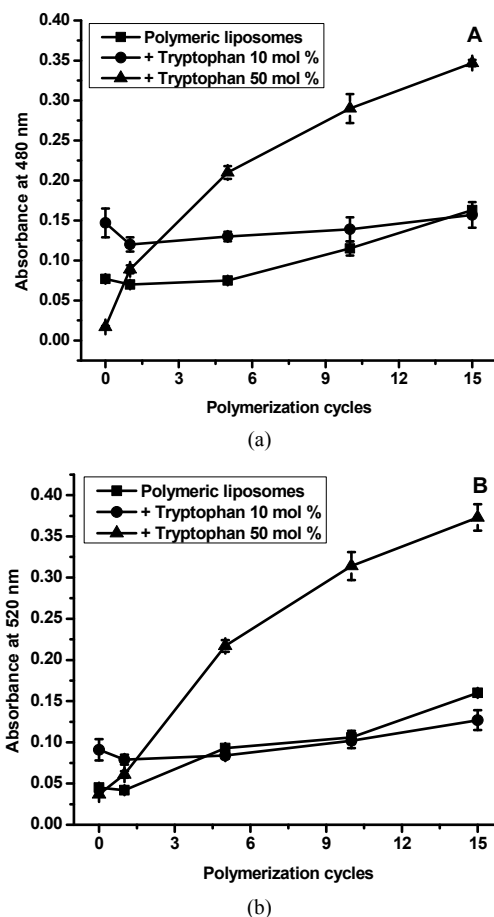 A
Polymeric liposomes
+ Tryptophan 10 mol %
+ Tryptophan 50 mol %
0.40
0.35
0.30
0.25
0.20
0.15
0.10
0.05
0.00
Absorbance at 480 nm
0 3 6 9 12 15
Polymerization cycles
(a)
B
Polymeric liposomes
+ Tryptophan 10 mol %
+ Tryptophan 50 mol %
0.40
0.35
0.30
0.25
0.20
0.15
0.10
0.05
0.00
Absorbance at 520 nm
0 3 6 9 12 15
Polymerization cycles
(b)